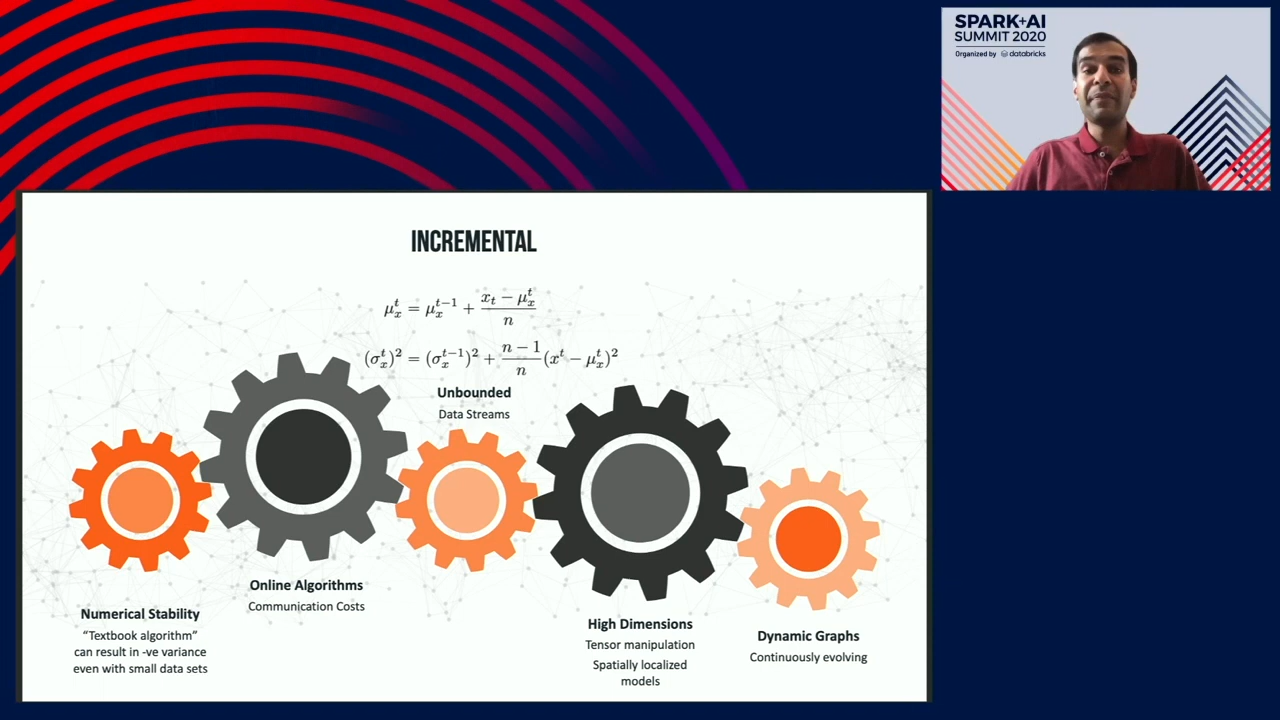 SPARK+AI
SUMMIT 2020
Organized by databricks
INCREMENTAL
μ_x^t = μ_x^{t-1} + \frac{x_t - μ_x^t}{n}
(σ_x^t)^2 = (σ_x^{t-1})^2 + \frac{n-1}{n}(x^t - μ_x^t)^2
Unbounded
Data Streams
Online Algorithms
Communication Costs
Numerical Stability
“Textbook algorithm”
can result in -ve variance
even with small data sets
High Dimensions
Tensor manipulation
Spatially localized
models
Dynamic Graphs
Continuously evolving